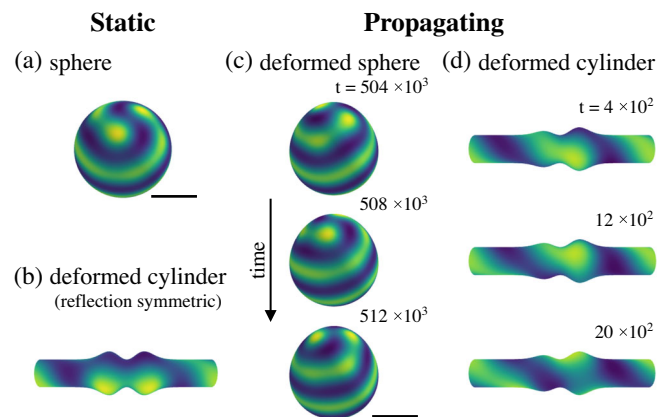 Static
Propagating
(a) sphere
(c) deformed sphere
(d) deformed cylinder
t = 504 ×10³
t = 4 ×10²
508 ×10³
12 ×10²
time
(b) deformed cylinder
(reflection symmetric)
512 ×10³
20 ×10²